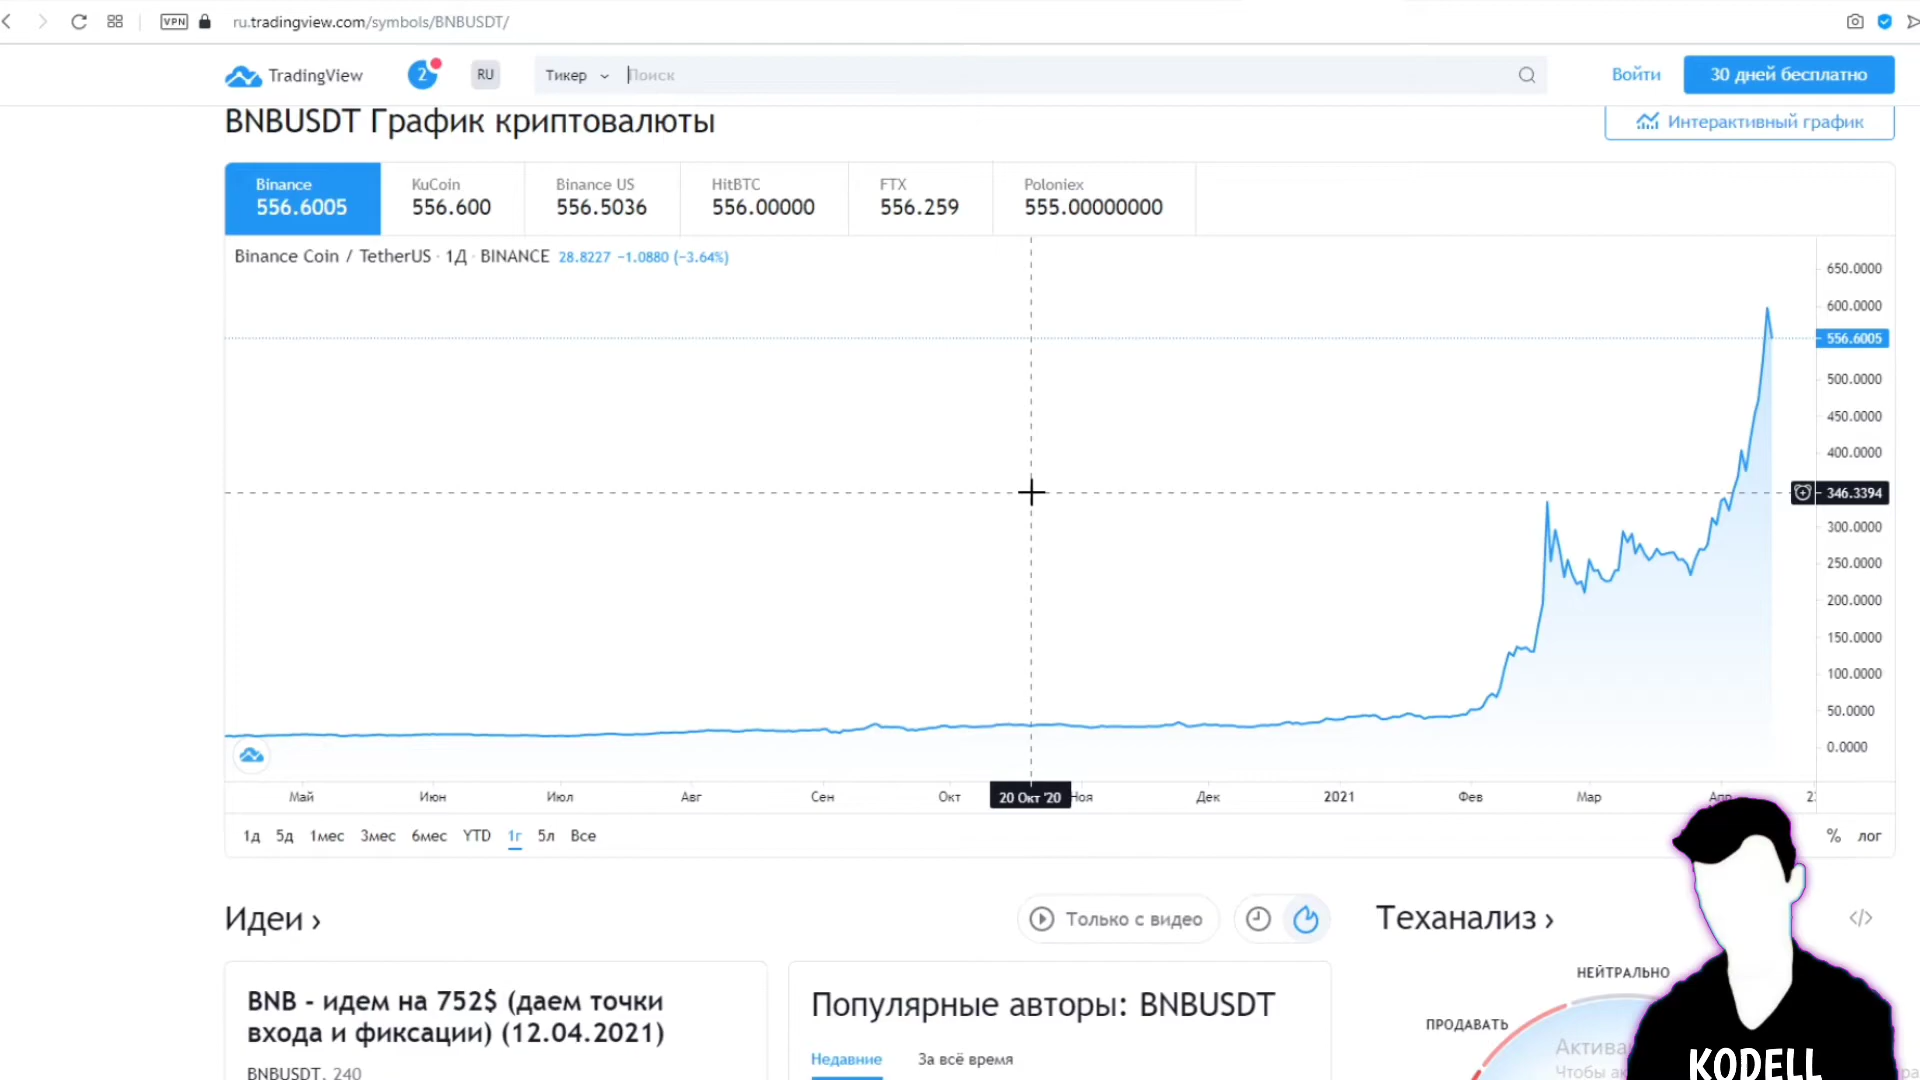 VPN ru.tradingview.com/symbols/BNBUSDT/
TradingView 2 RU Тикер Поиск Войти 30 дней бесплатно
BNBUSDT График криптовалюты Интерактивный график
Binance KuCoin Binance US HitBTC FTX Poloniex
556.6005 556.600 556.5036 556.00000 556.259 555.00000000
Binance Coin / TetherUS · 1Д · BINANCE 28.8227 −1.0880 (−3.64%)
650.0000
600.0000
556.6005
500.0000
450.0000
400.0000
346.3394
300.0000
250.0000
200.0000
150.0000
100.0000
50.0000
0.0000
Май Июн Июл Авг Сен Окт 20 Окт '20 Ноя Дек 2021 Фев Мар Апр
1д 5д 1мес 3мес 6мес YTD 1г 5л Все % лог
Идеи › Только с видео Теханализ › </>
НЕЙТРАЛЬНО
ПРОДАВАТЬ
BNB - идем на 752$ (даем точки
входа и фиксации) (12.04.2021)
BNBUSDT, 240
Популярные авторы: BNBUSDT
Недавние За всё время
KODELL